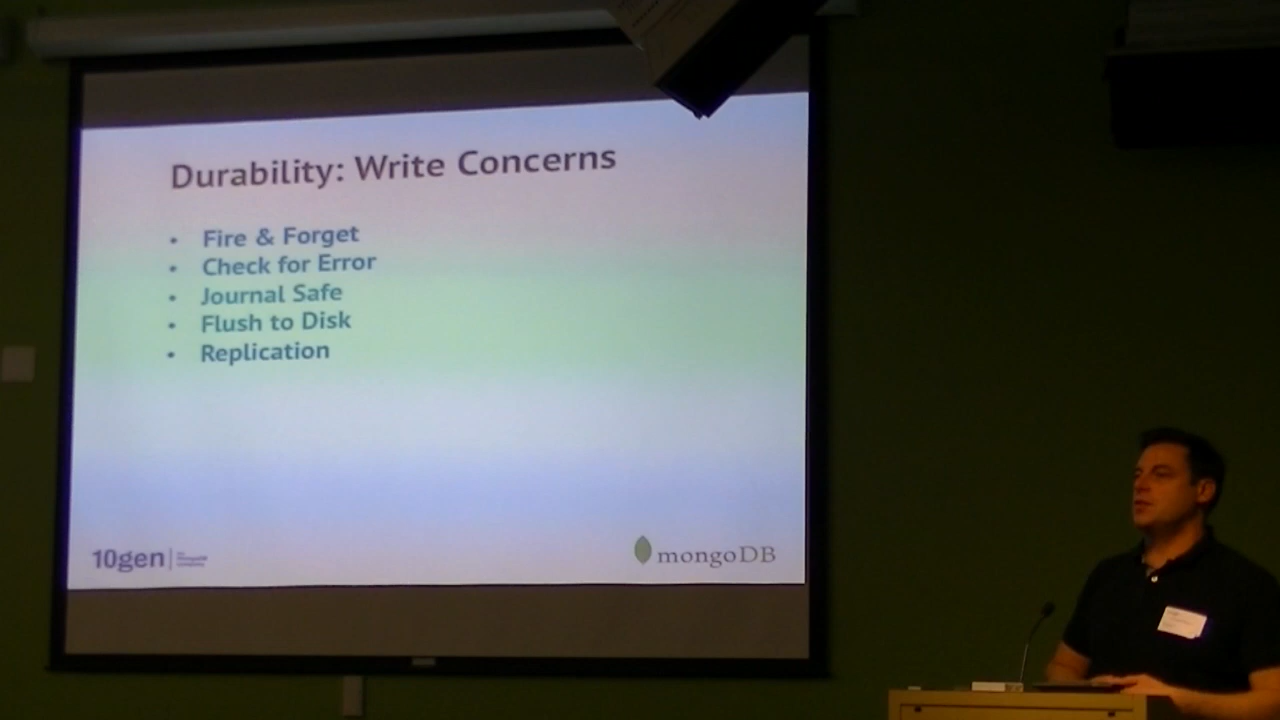 Durability: Write Concerns
• Fire & Forget
• Check for Error
• Journal Safe
• Flush to Disk
• Replication
10gen
mongoDB